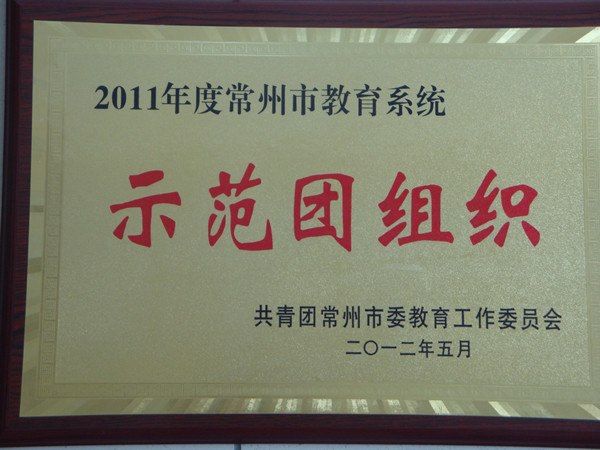 2011年度常州市教育系统
示范团组织
共青团常州市委教育工作委员会
二〇一二年五月